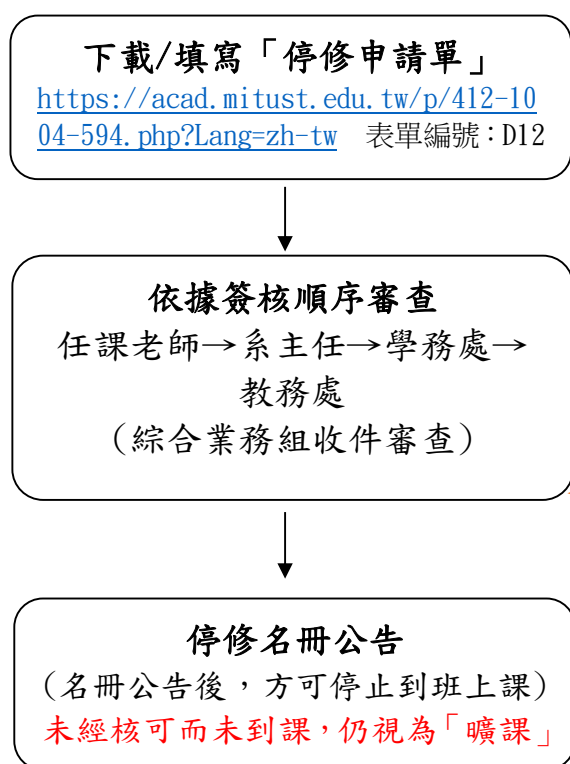 下載/填寫「停修申請單」
https://acad.mitust.edu.tw/p/412-10
04-594.php?Lang=zh-tw 表單編號：D12
依據簽核順序審查
任課老師→系主任→學務處→
教務處
（綜合業務組收件審查）
停修名冊公告
（名冊公告後，方可停止到班上課）
未經核可而未到課，仍視為「曠課」